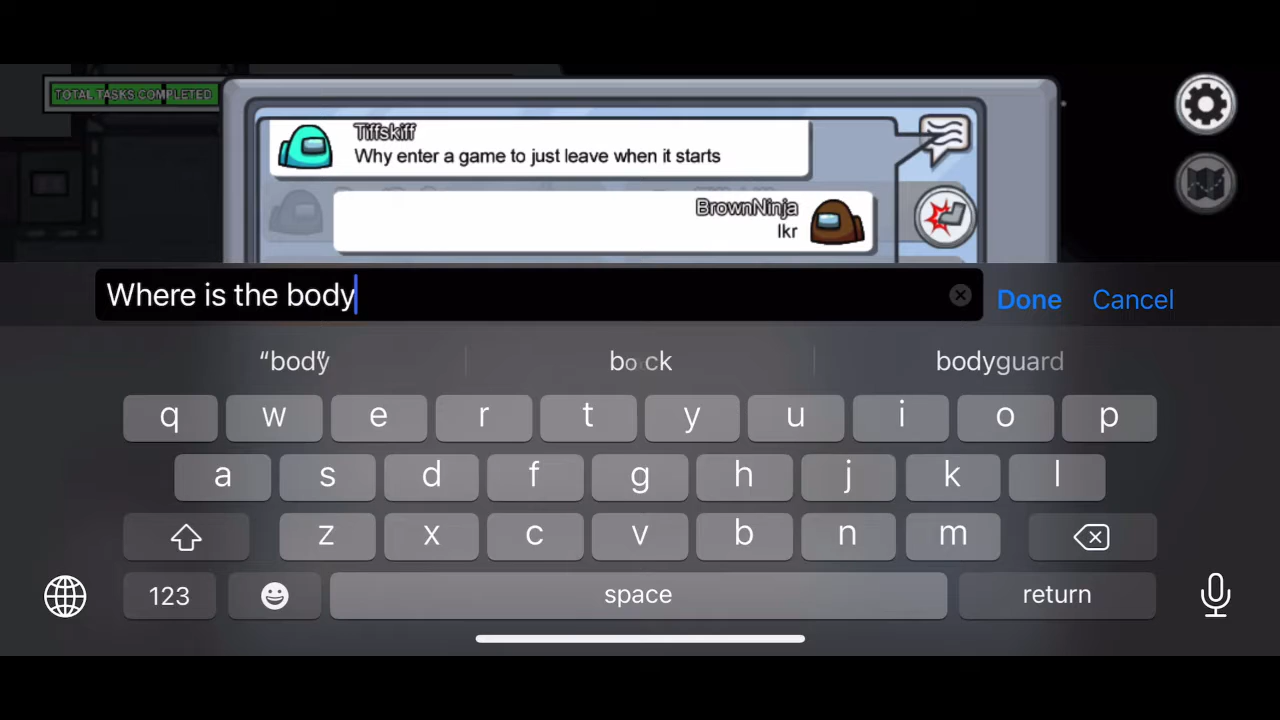 TOTAL TASKS COMPLETED
Tiffskiff
Why enter a game to just leave when it starts
BrownNinja
Ikr
Where is the body
Done
Cancel
“body”
bodyguard
q w e r t y u i o p
a s d f g h j k l
z x c v b n m
123
space
return